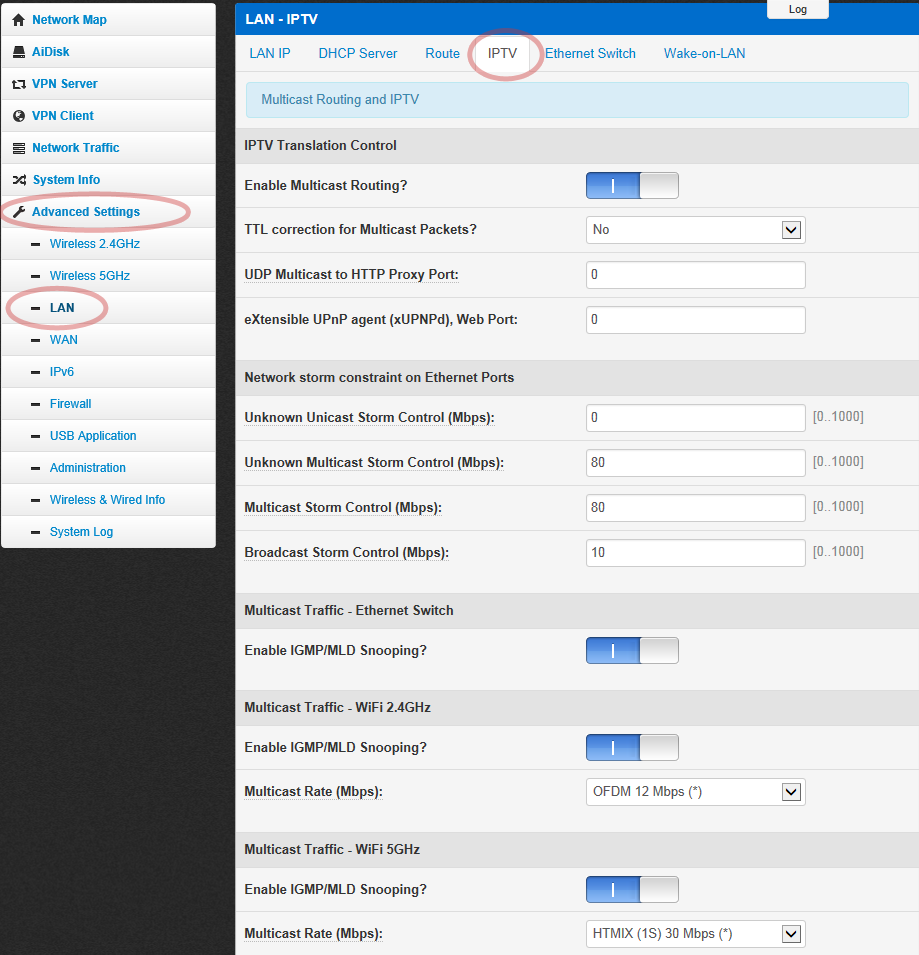 Network Map
AiDisk
VPN Server
VPN Client
Network Traffic
System Info
Advanced Settings
Wireless 2.4GHz
Wireless 5GHz
LAN
WAN
IPv6
Firewall
USB Application
Administration
Wireless & Wired Info
System Log
Log
LAN - IPTV
LAN IP DHCP Server Route IPTV Ethernet Switch Wake-on-LAN
Multicast Routing and IPTV
IPTV Translation Control
Enable Multicast Routing?
TTL correction for Multicast Packets? No
UDP Multicast to HTTP Proxy Port: 0
eXtensible UPnP agent (xUPNPd), Web Port: 0
Network storm constraint on Ethernet Ports
Unknown Unicast Storm Control (Mbps): 0 [0..1000]
Unknown Multicast Storm Control (Mbps): 80 [0..1000]
Multicast Storm Control (Mbps): 80 [0..1000]
Broadcast Storm Control (Mbps): 10 [0..1000]
Multicast Traffic - Ethernet Switch
Enable IGMP/MLD Snooping?
Multicast Traffic - WiFi 2.4GHz
Enable IGMP/MLD Snooping?
Multicast Rate (Mbps): OFDM 12 Mbps (*)
Multicast Traffic - WiFi 5GHz
Enable IGMP/MLD Snooping?
Multicast Rate (Mbps): HTMIX (1S) 30 Mbps (*)